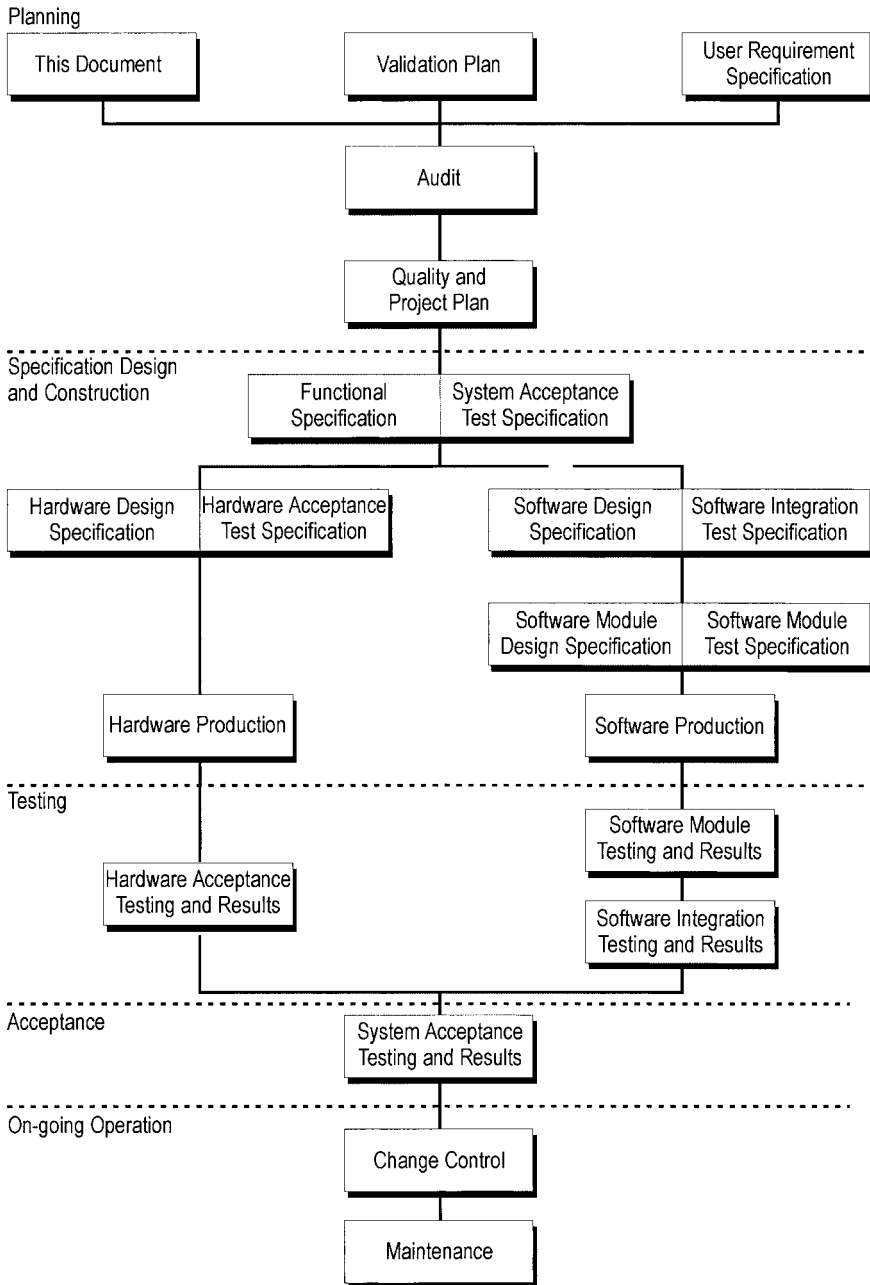 Planning
This Document
Validation Plan
User Requirement
Specification
Audit
Quality and
Project Plan
Specification Design
and Construction
Functional
Specification
System Acceptance
Test Specification
Hardware Design
Specification
Hardware Acceptance
Test Specification
Software Design
Specification
Software Integration
Test Specification
Software Module
Design Specification
Software Module
Test Specification
Hardware Production
Software Production
Testing
Software Module
Testing and Results
Hardware Acceptance
Testing and Results
Software Integration
Testing and Results
Acceptance
System Acceptance
Testing and Results
On-going Operation
Change Control
Maintenance